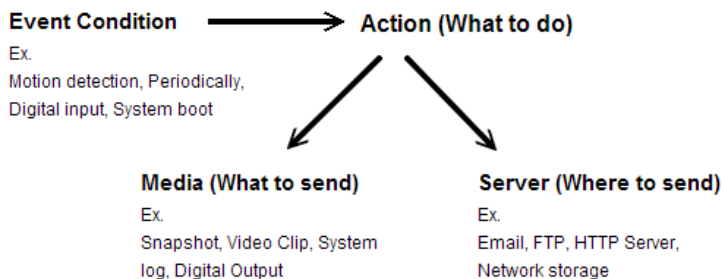 Event Condition
Action (What to do)
Ex.
Motion detection, Periodically,
Digital input, System boot
Media (What to send)
Ex.
Snapshot, Video Clip, System
log, Digital Output
Server (Where to send)
Ex.
Email, FTP, HTTP Server,
Network storage